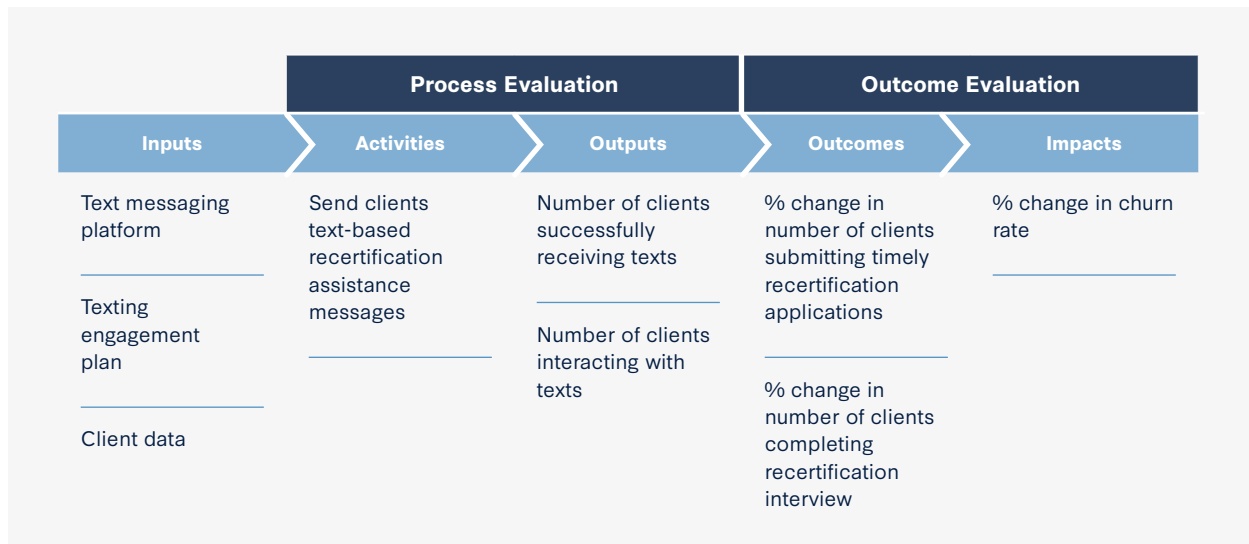 Process Evaluation
Outcome Evaluation
Inputs
Activities
Outputs
Outcomes
Impacts
Text messaging
platform
Texting
engagement
plan
Client data
Send clients
text-based
recertification
assistance
messages
Number of clients
successfully
receiving texts
Number of clients
interacting with
texts
% change in
number of clients
submitting timely
recertification
applications
% change in
number of clients
completing
recertification
interview
% change in churn
rate